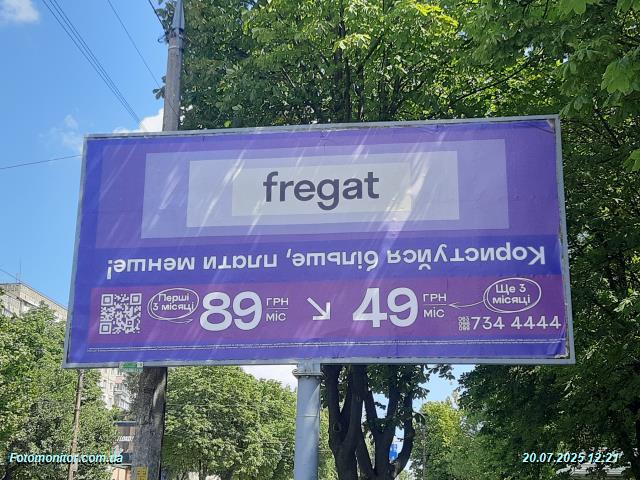 fregat
Користуйся більше, плати менше!
Перші
3 місяці
89 ГРН
МІС
49 ГРН
МІС
Ще 3
місяці
734 4444
Fotomonitor.com.ua
20.07.2025 12:21